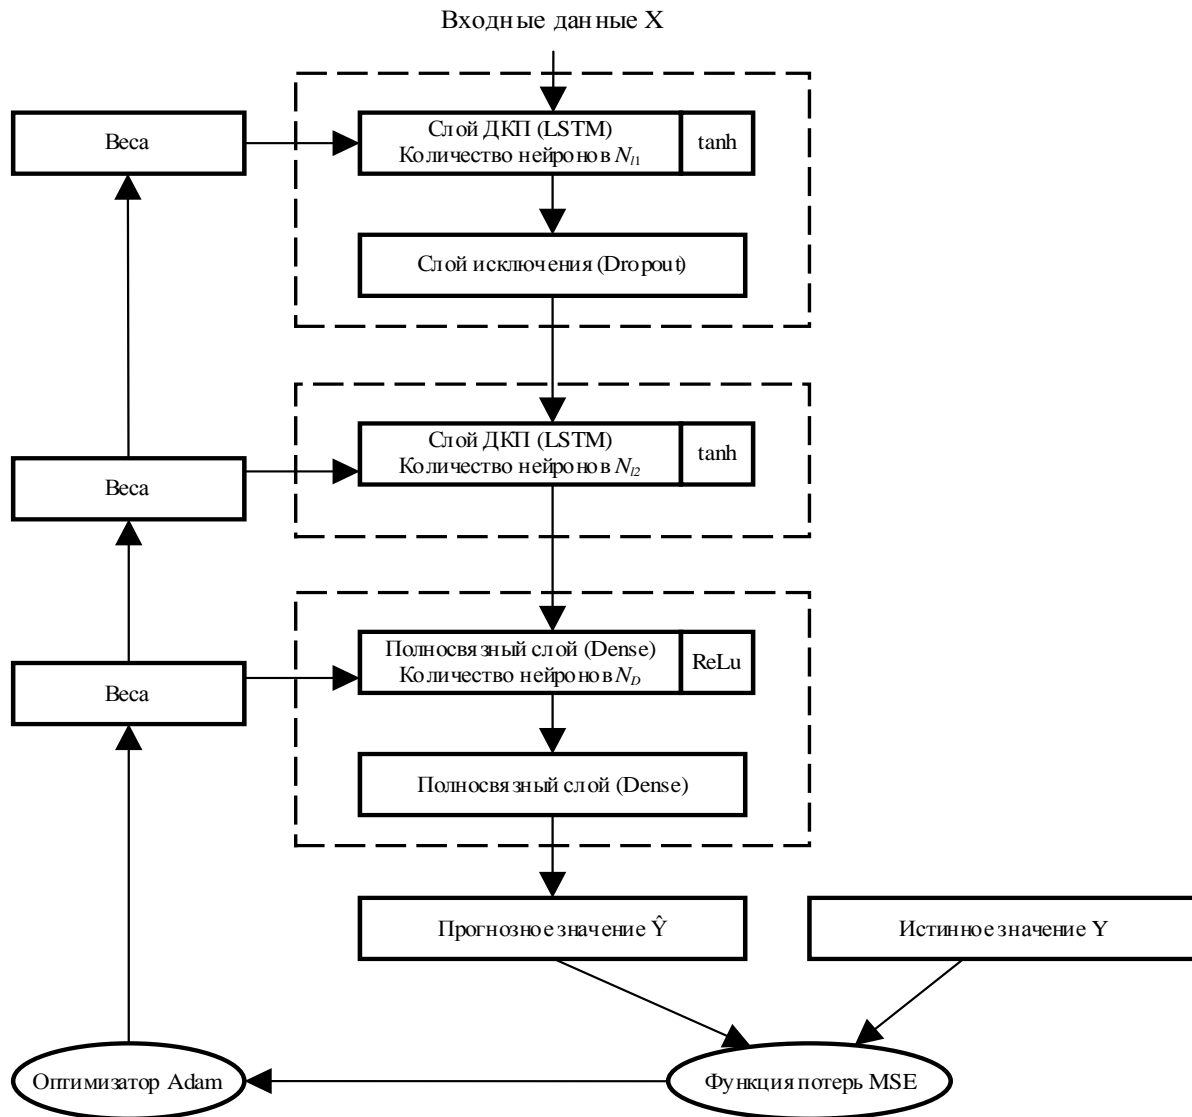 Входные данные X
Веса
Слой ДКП (LSTM)
Количество нейронов N_l1
tanh
Слой исключения (Dropout)
Веса
Слой ДКП (LSTM)
Количество нейронов N_l2
tanh
Веса
Полносвязный слой (Dense)
Количество нейронов N_D
ReLu
Полносвязный слой (Dense)
Прогнозное значение Ŷ
Истинное значение Y
Оптимизатор Adam
Функция потерь MSE